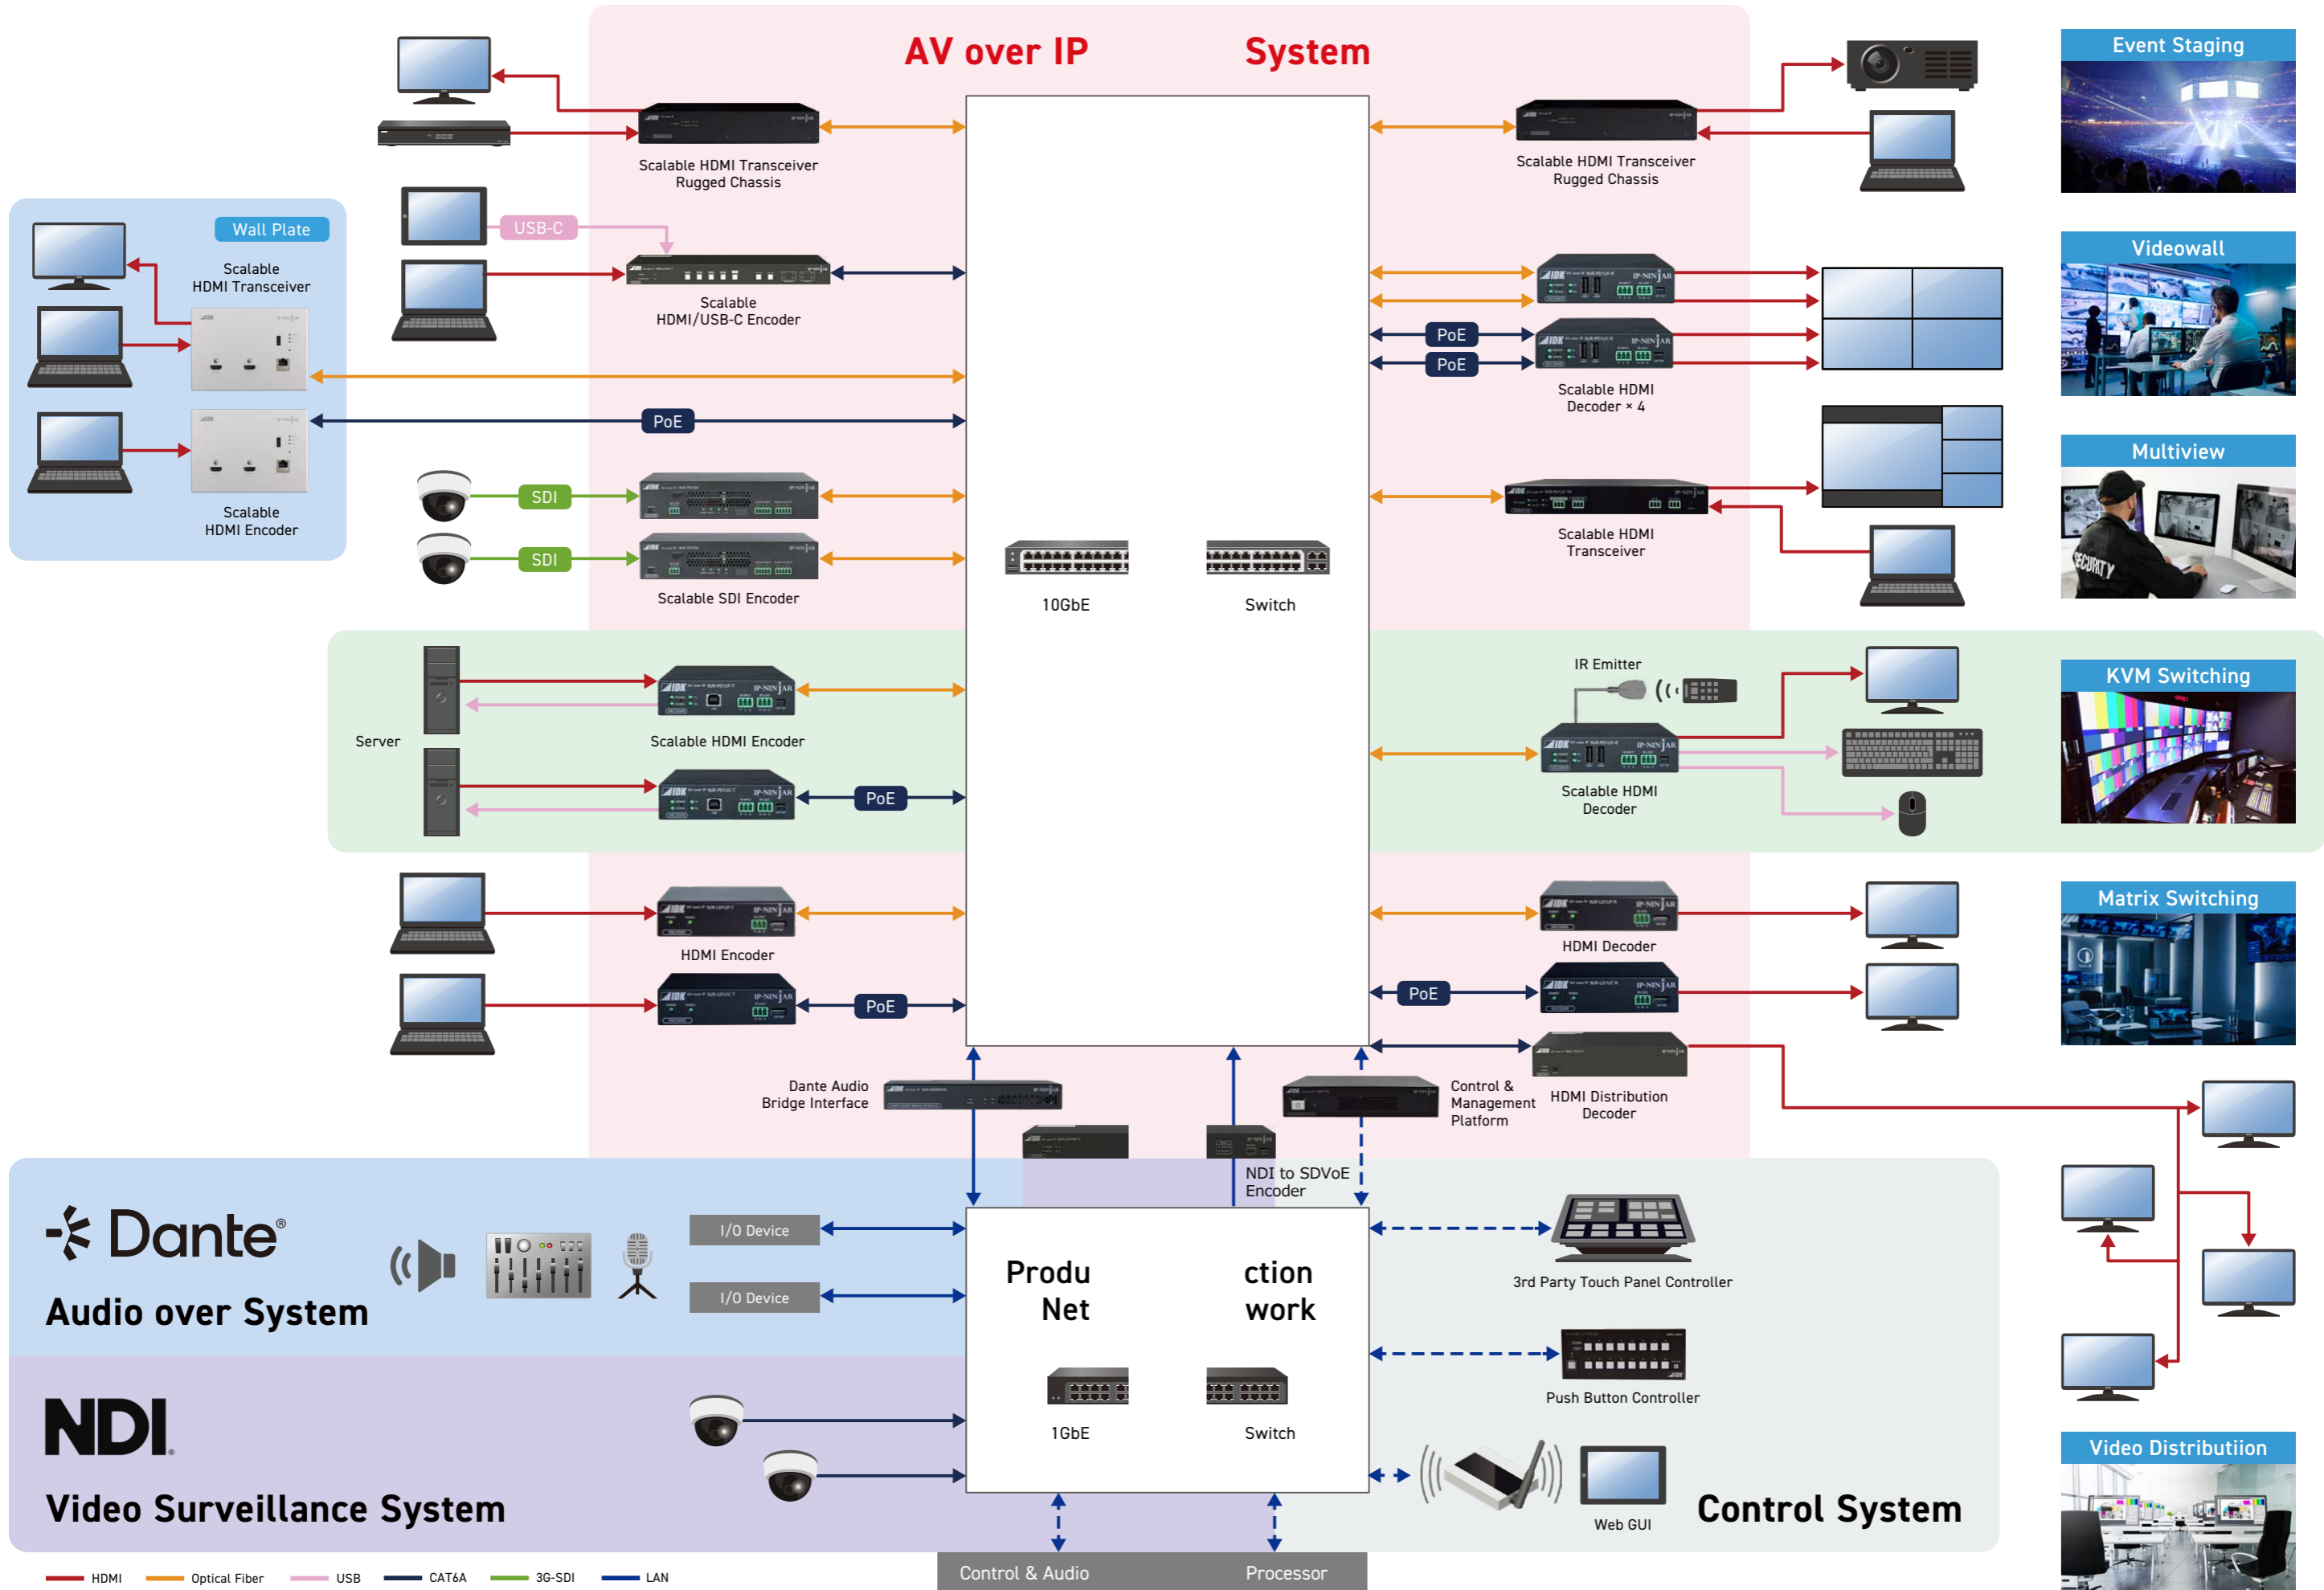 AV over IP System
Event Staging
Scalable HDMI Transceiver
Rugged Chassis
Scalable HDMI Transceiver
Rugged Chassis
Wall Plate
USB-C
Scalable
HDMI Transceiver
Videowall
Scalable
HDMI/USB-C Encoder
PoE
PoE
Scalable HDMI
Decoder × 4
PoE
Multiview
SDI
Scalable
HDMI Encoder
SDI
Scalable HDMI
Transceiver
SECURITY
Scalable SDI Encoder
10GbE Switch
IR Emitter
KVM Switching
IDK
IP-NINJAR
Server
Scalable HDMI Encoder
Scalable HDMI
Decoder
PoE
Matrix Switching
HDMI Encoder
HDMI Decoder
PoE
PoE
Dante Audio
Bridge Interface
Control &
Management
Platform
HDMI Distribution
Decoder
NDI to SDVoE
Encoder
Dante®
I/O Device
I/O Device
Audio over System
Produ ction
Net work
3rd Party Touch Panel Controller
Push Button Controller
NDI®
1GbE Switch
Video Distributiion
Video Surveillance System
Web GUI
Control System
Control & Audio Processor
HDMI Optical Fiber USB CAT6A 3G-SDI LAN